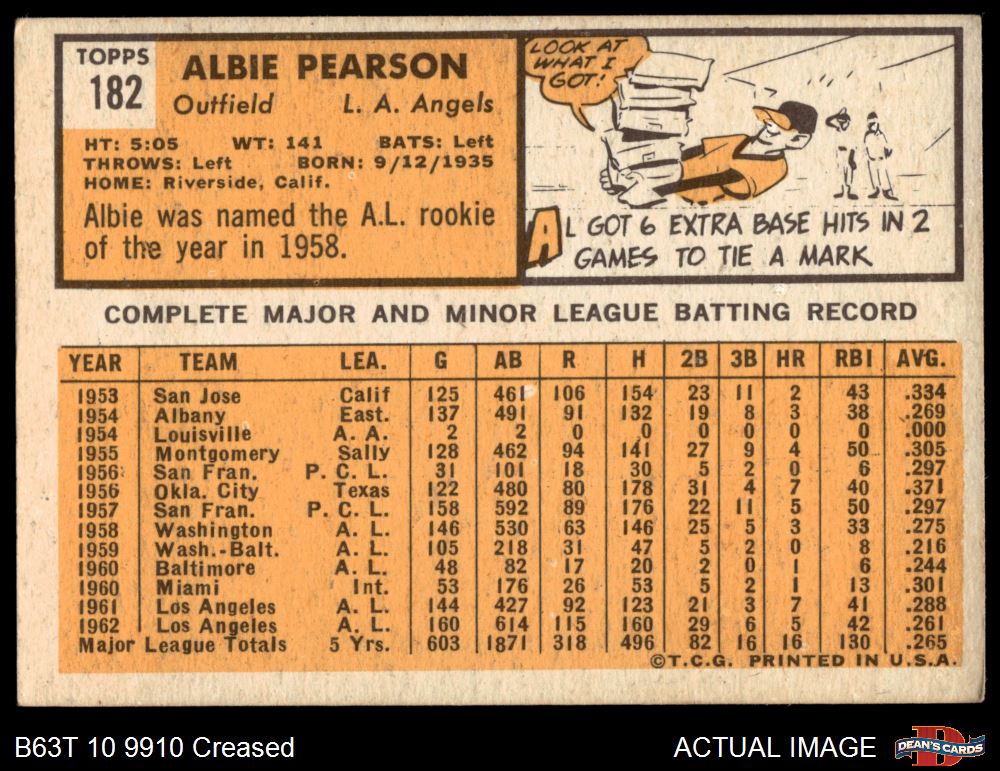 TOPPS
182
ALBIE PEARSON
Outfield L. A. Angels
HT: 5:05 WT: 141 BATS: Left
THROWS: Left BORN: 9/12/1935
HOME: Riverside, Calif.
Albie was named the A.L. rookie
of the year in 1958.
LOOK AT
WHAT I
GOT!
AL GOT 6 EXTRA BASE HITS IN 2
GAMES TO TIE A MARK
COMPLETE MAJOR AND MINOR LEAGUE BATTING RECORD
YEAR TEAM LEA. G AB R H 2B 3B HR RBI AVG.
1953 San Jose Calif 125 461 106 154 23 11 2 43 .334
1954 Albany East. 137 491 91 132 19 8 3 38 .269
1954 Louisville A. A. 2 2 0 0 0 0 0 0 .000
1955 Montgomery Sally 128 462 94 141 27 9 4 50 .305
1956 San Fran. P. C. L. 31 101 18 30 5 2 0 6 .297
1956 Okla. City Texas 122 480 80 178 31 4 7 40 .371
1957 San Fran. P. C. L. 158 592 89 176 22 11 5 50 .297
1958 Washington A. L. 146 530 63 146 25 5 3 33 .275
1959 Wash.-Balt. A. L. 105 218 31 47 5 2 0 8 .216
1960 Baltimore A. L. 48 82 17 20 2 0 1 6 .244
1960 Miami Int. 53 176 26 53 5 2 1 13 .301
1961 Los Angeles A. L. 144 427 92 123 21 3 7 41 .288
1962 Los Angeles A. L. 160 614 115 160 29 6 5 42 .261
Major League Totals 5 Yrs. 603 1871 318 496 82 16 16 130 .265
©T.C.G. PRINTED IN U.S.A.
B63T 10 9910 Creased
ACTUAL IMAGE
DEAN'S CARDS